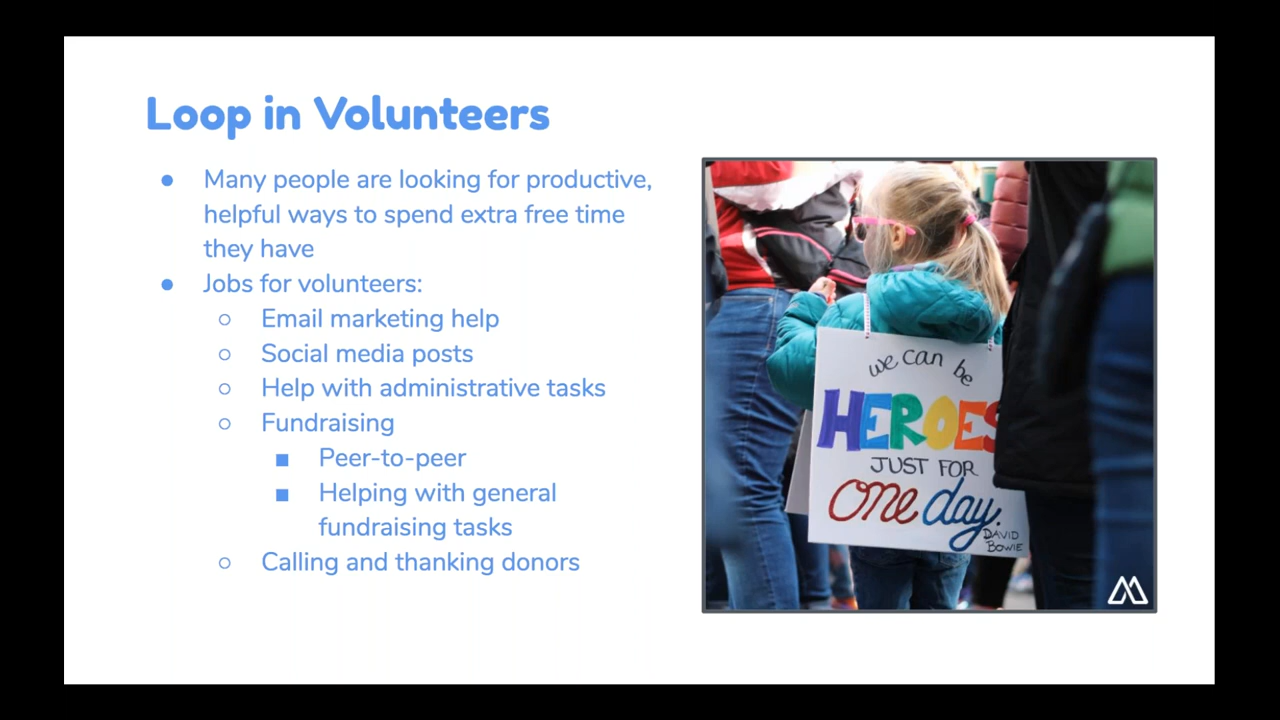 Loop in Volunteers
● Many people are looking for productive,
helpful ways to spend extra free time
they have
● Jobs for volunteers:
○ Email marketing help
○ Social media posts
○ Help with administrative tasks
○ Fundraising
■ Peer-to-peer
■ Helping with general
fundraising tasks
○ Calling and thanking donors
we can be
HEROES
JUST FOR
one day.
DAVID
BOWIE